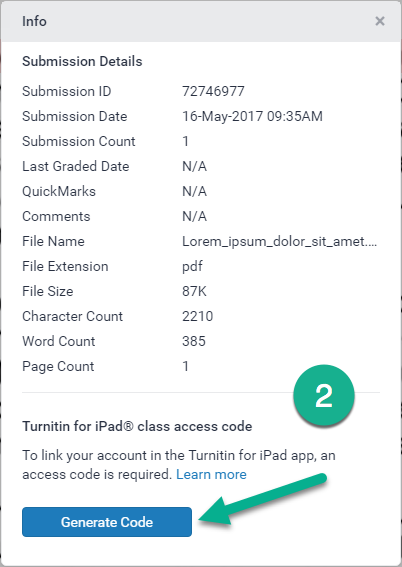 Info ×
Submission Details
Submission ID 72746977
Submission Date 16-May-2017 09:35AM
Submission Count 1
Last Graded Date N/A
QuickMarks N/A
Comments N/A
File Name Lorem_ipsum_dolor_sit_amet....
File Extension pdf
File Size 87K
Character Count 2210
Word Count 385
Page Count 1
2
Turnitin for iPad® class access code
To link your account in the Turnitin for iPad app, an
access code is required. Learn more
Generate Code